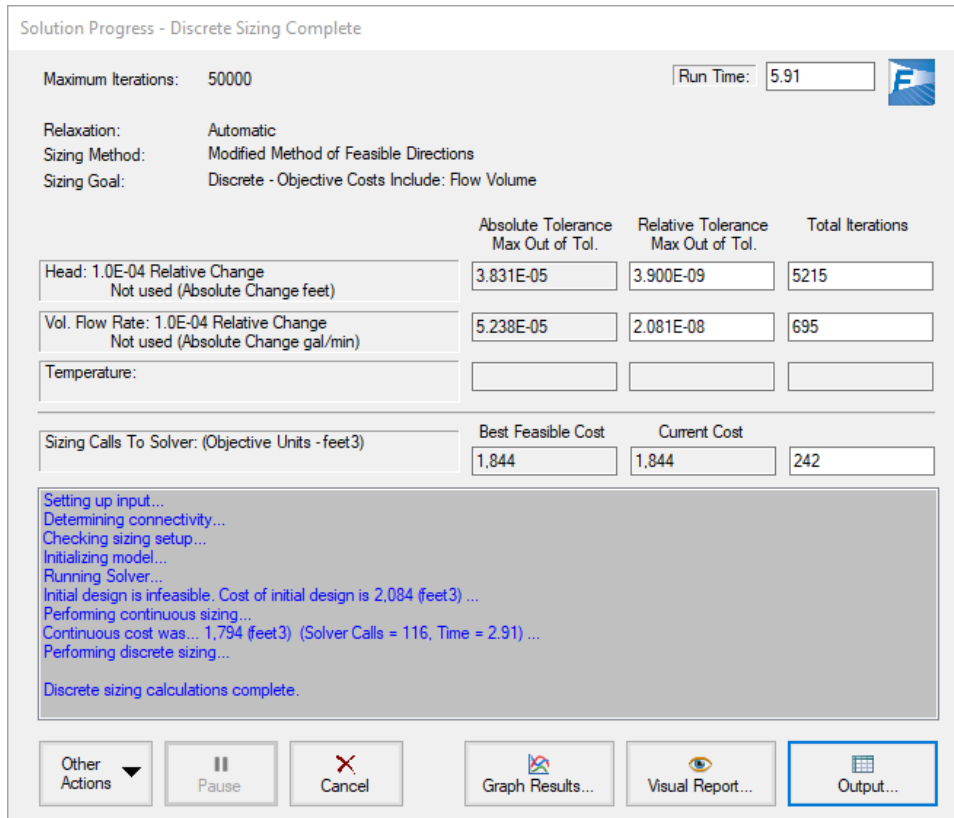 Solution Progress - Discrete Sizing Complete
Maximum Iterations: 50000
Run Time: 5.91
Relaxation: Automatic
Sizing Method: Modified Method of Feasible Directions
Sizing Goal: Discrete - Objective Costs Include: Flow Volume
Absolute Tolerance Relative Tolerance Total Iterations
Max Out of Tol. Max Out of Tol.
Head: 1.0E-04 Relative Change 3.831E-05 3.900E-09 5215
Not used (Absolute Change feet)
Vol. Flow Rate: 1.0E-04 Relative Change 5.238E-05 2.081E-08 695
Not used (Absolute Change gal/min)
Temperature:
Best Feasible Cost Current Cost
Sizing Calls To Solver: (Objective Units - feet3) 1,844 1,844 242
Setting up input...
Determining connectivity...
Checking sizing setup...
Initializing model...
Running Solver...
Initial design is infeasible. Cost of initial design is 2,084 (feet3) ...
Performing continuous sizing...
Continuous cost was... 1,794 (feet3) (Solver Calls = 116, Time = 2.91) ...
Performing discrete sizing...
Discrete sizing calculations complete.
Other Actions Pause Cancel Graph Results... Visual Report... Output...